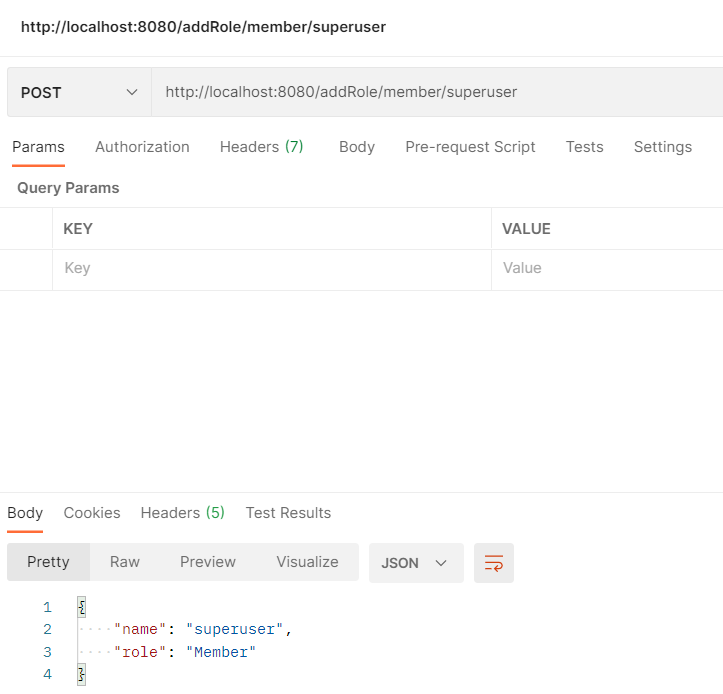 http://localhost:8080/addRole/member/superuser
POST http://localhost:8080/addRole/member/superuser
Params Authorization Headers (7) Body Pre-request Script Tests Settings
Query Params
KEY VALUE
Key Value
Body Cookies Headers (5) Test Results
Pretty Raw Preview Visualize JSON
1 {
2 "name": "superuser",
3 "role": "Member"
4 }